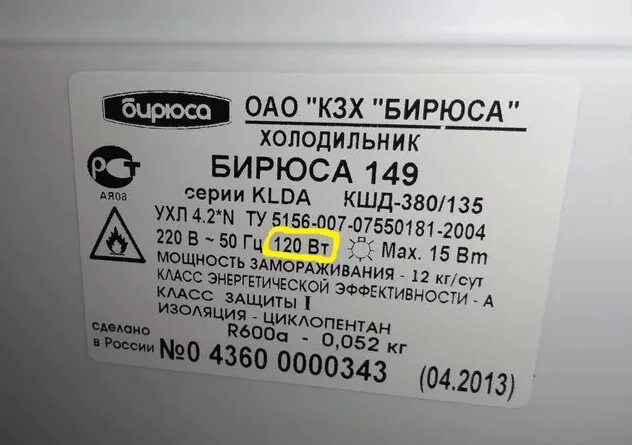 бирюса ОАО "КЗХ "БИРЮСА"
ХОЛОДИЛЬНИК
БИРЮСА 149
серии KLDA КШД-380/135
РСТ
АЯ08
УХЛ 4.2*N ТУ 5156-007-07550181-2004
220 В ~ 50 Гц 120 Вт Max. 15 Вт
МОЩНОСТЬ ЗАМОРАЖИВАНИЯ - 12 кг/сут
КЛАСС ЭНЕРГЕТИЧЕСКОЙ ЭФФЕКТИВНОСТИ - А
КЛАСС ЗАЩИТЫ I
ИЗОЛЯЦИЯ - ЦИКЛОПЕНТАН
R600a - 0,052 кг
сделано
в России №0 4360 0000343 (04.2013)